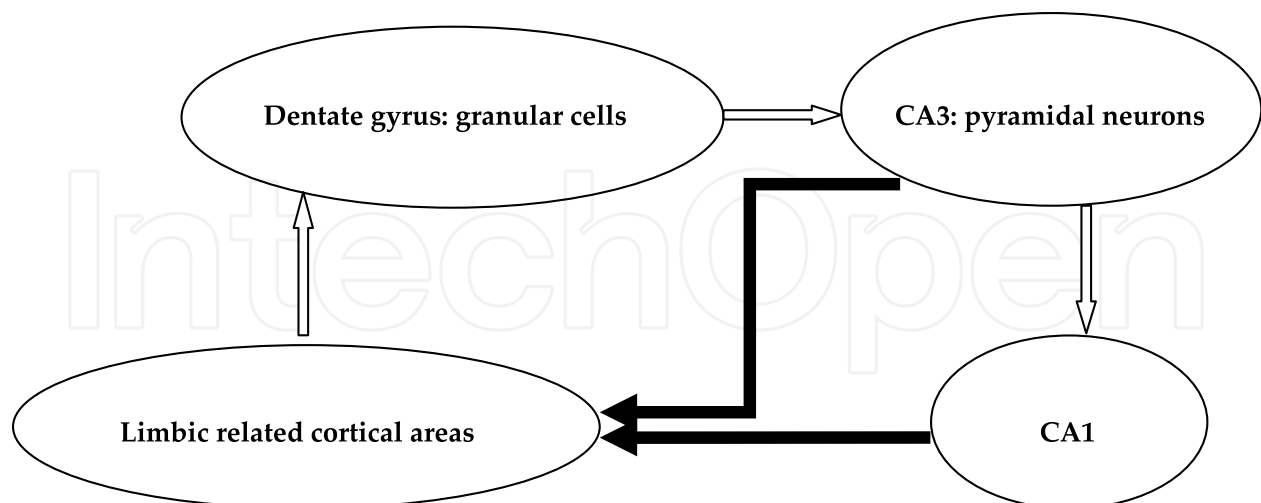 Dentate gyrus: granular cells
CA3: pyramidal neurons
IntechOpen
Limbic related cortical areas
CA1